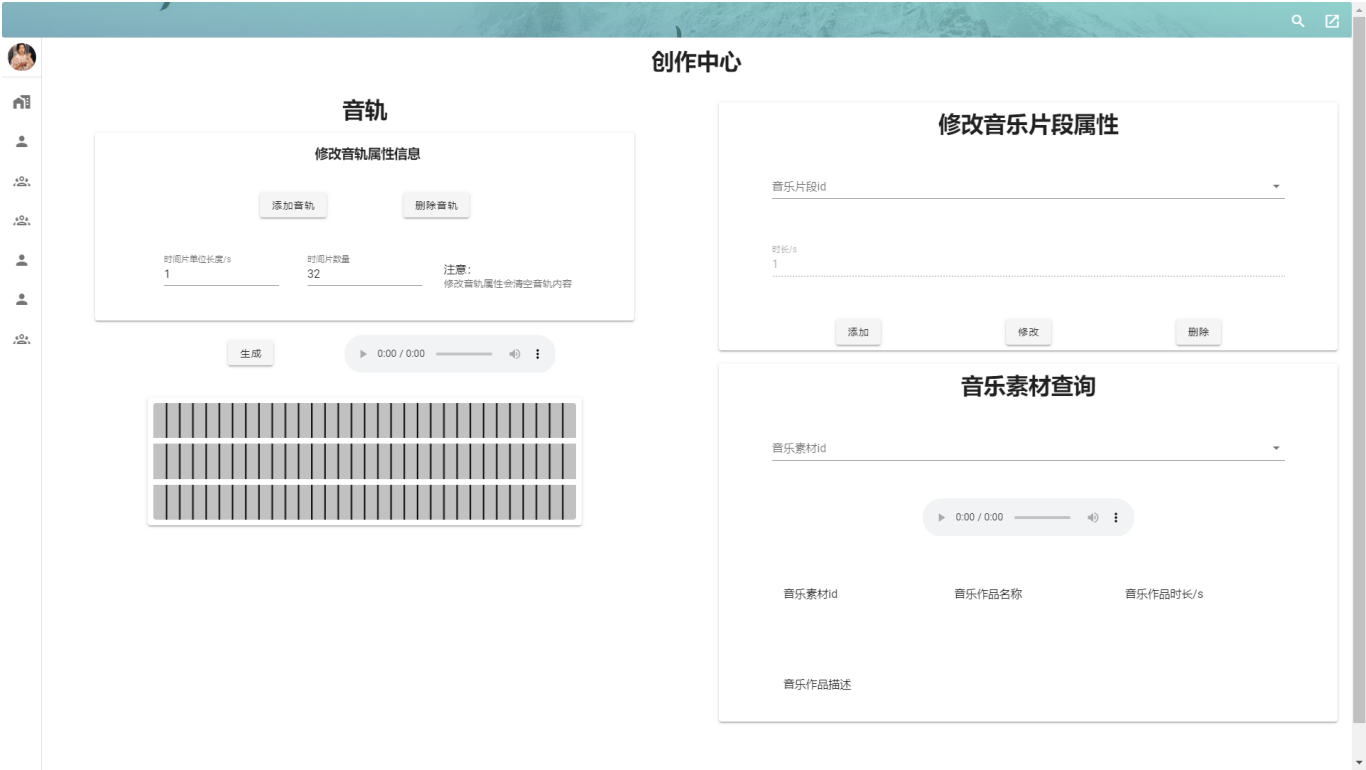 创作中心
音轨
修改音轨属性信息
添加音轨
删除音轨
时间片单位长度/s
1
时间片数量
32
注意：
修改音轨属性会清空音轨内容
生成
0:00 / 0:00
修改音乐片段属性
音乐片段id
时长/s
1
添加
修改
删除
音乐素材查询
音乐素材id
0:00 / 0:00
音乐素材id
音乐作品名称
音乐作品时长/s
音乐作品描述